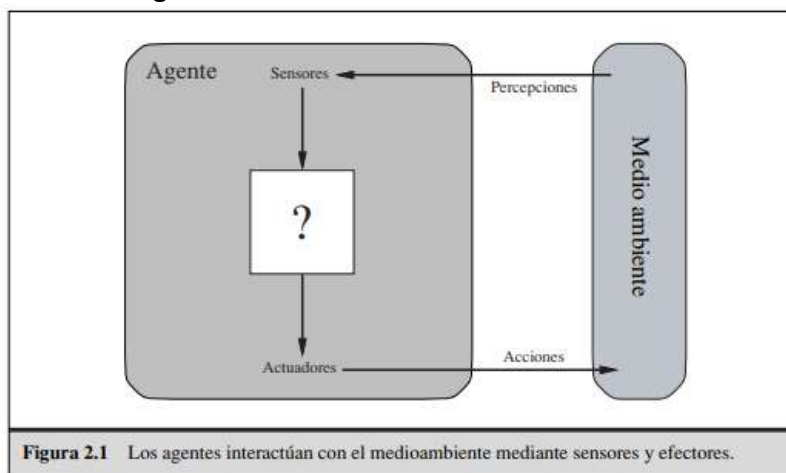 Agente
Sensores
Percepciones
?
Medio ambiente
Actuadores
Acciones
Figura 2.1 Los agentes interactúan con el medioambiente mediante sensores y efectores.